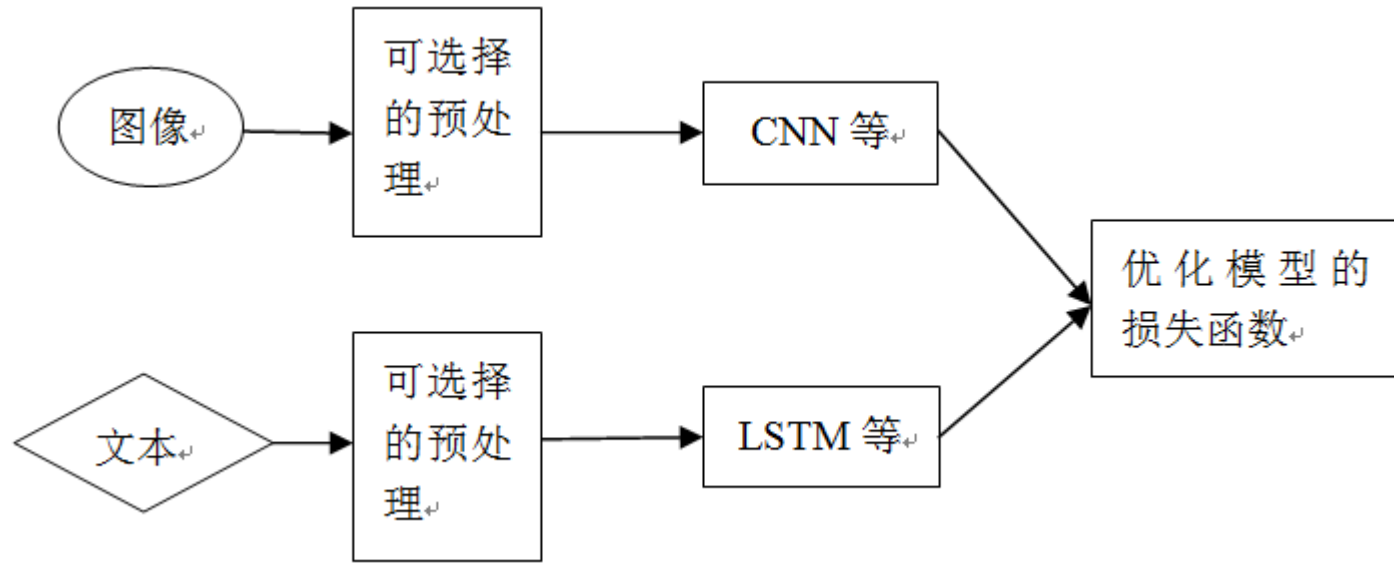 图像
可选择
的预处
理
CNN 等
优化模型的
损失函数
文本
可选择
的预处
理
LSTM 等